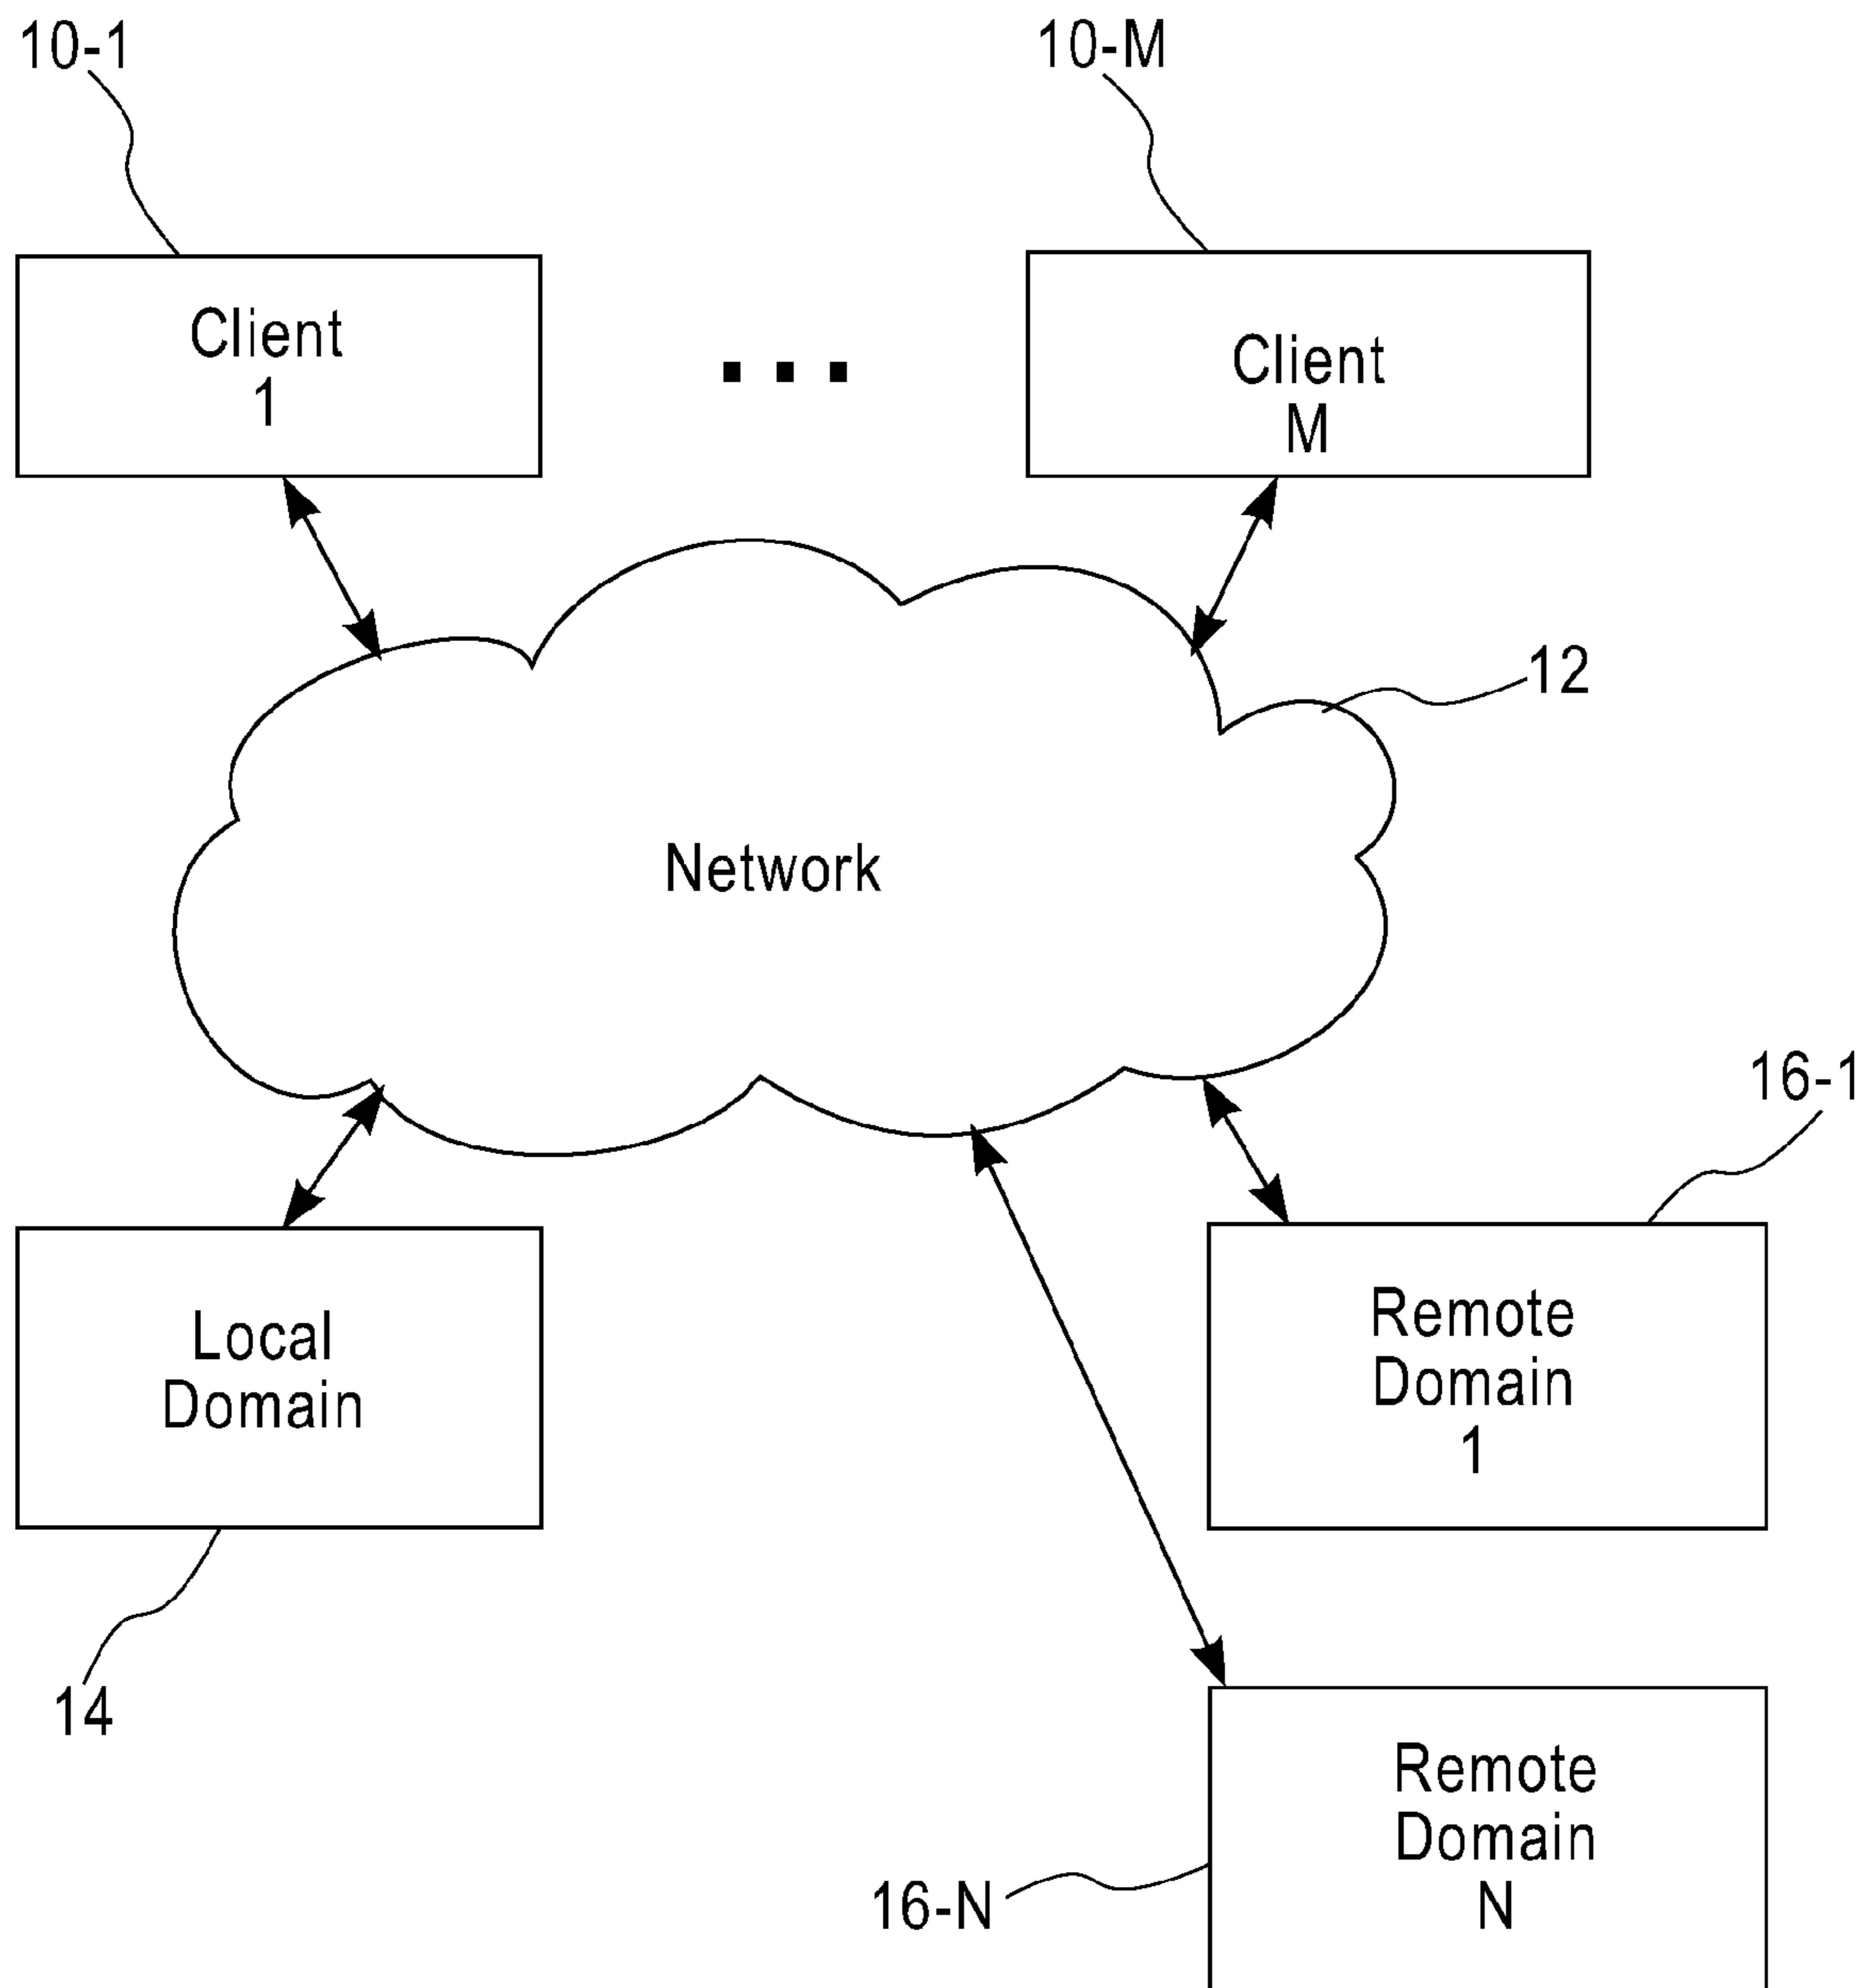 10-1
10-M
Client
1
Client
M
12
Network
16-1
Local
Domain
Remote
Domain
1
14
Remote
Domain
N
16-N